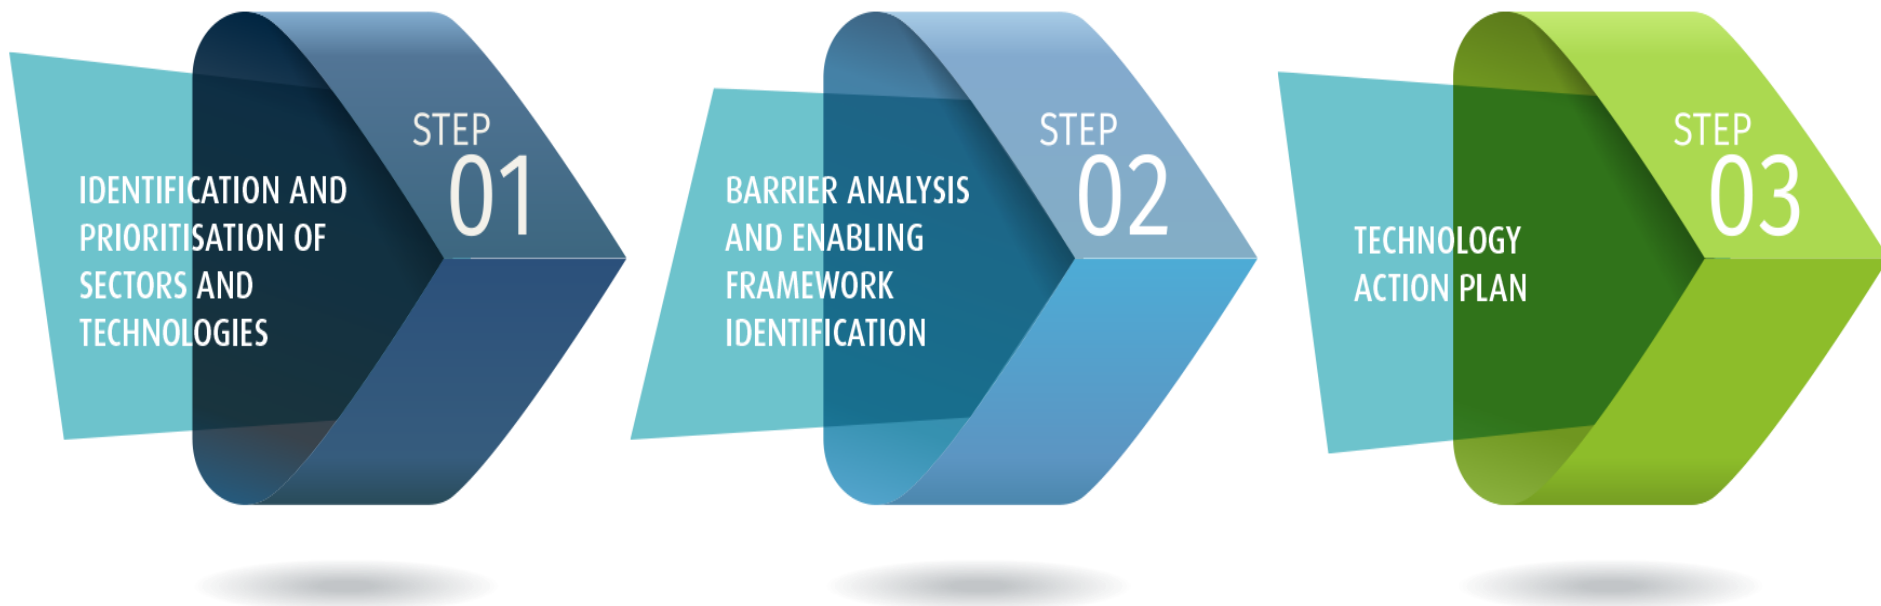 STEP
01
IDENTIFICATION AND
PRIORITISATION OF
SECTORS AND
TECHNOLOGIES
STEP
02
BARRIER ANALYSIS
AND ENABLING
FRAMEWORK
IDENTIFICATION
STEP
03
TECHNOLOGY
ACTION PLAN